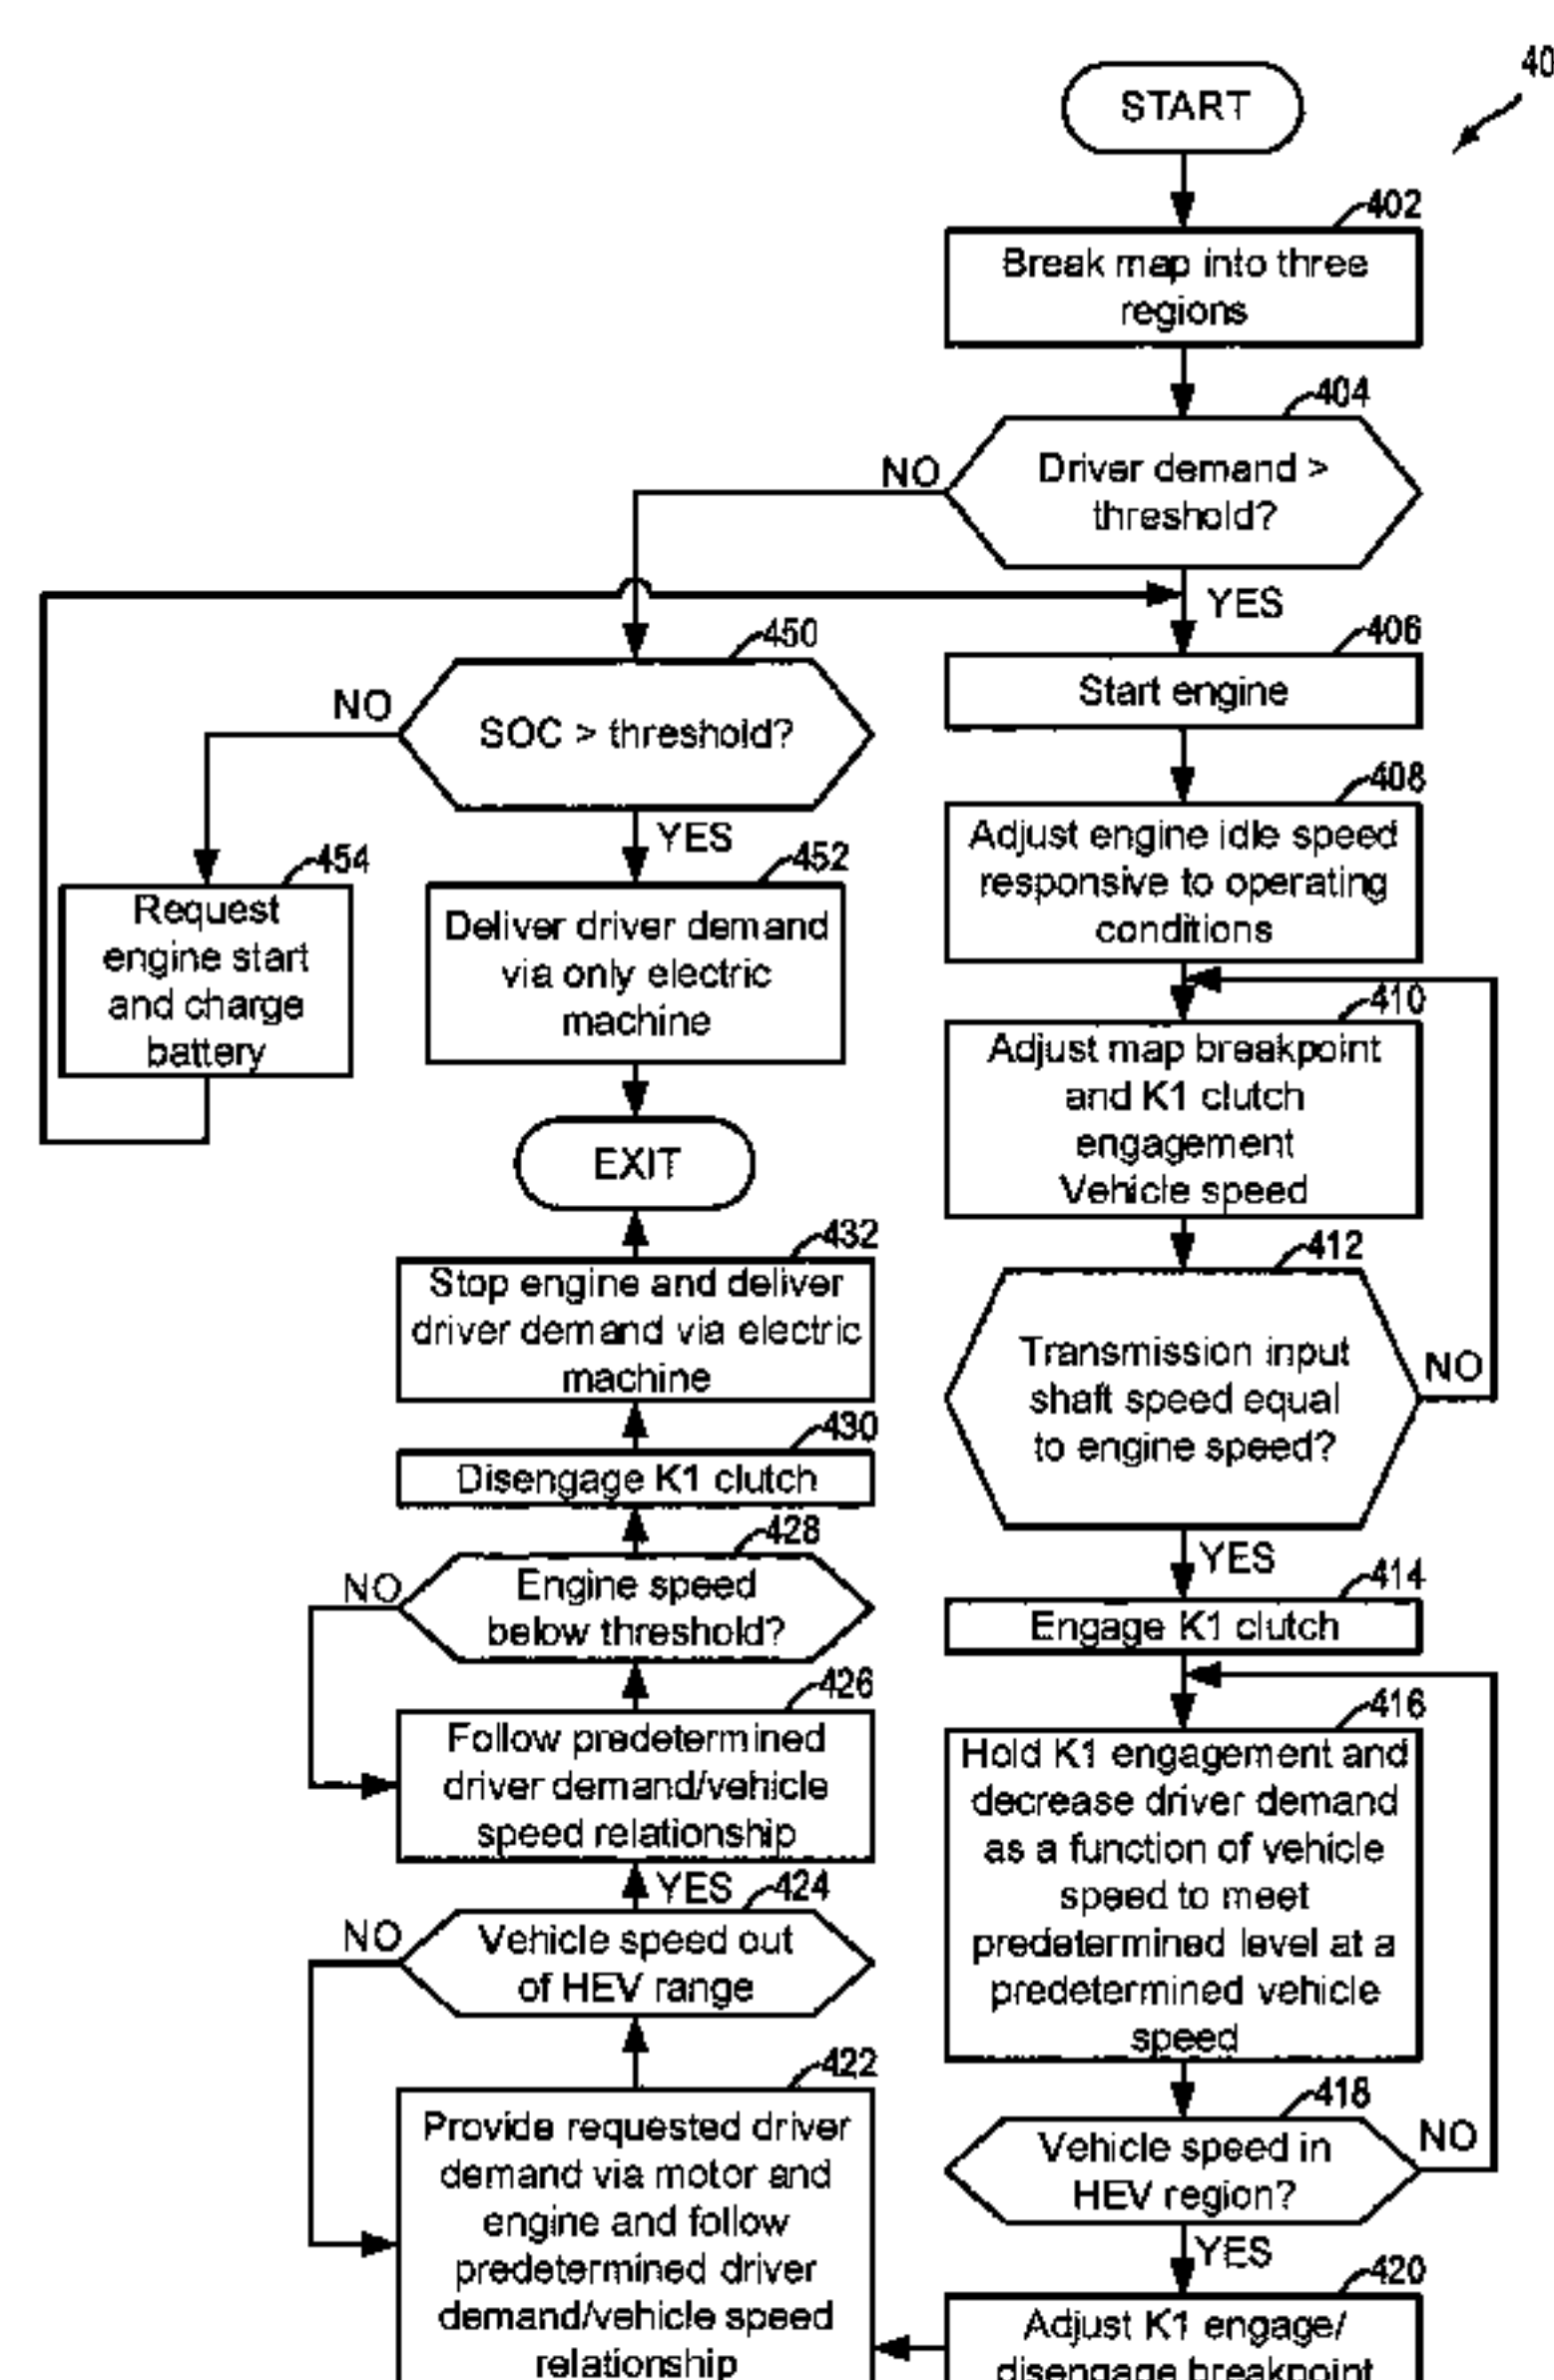 40
START
402
Break map into three
regions
404
Driver demand >
threshold?
NO
YES
406
Start engine
450
SOC > threshold?
NO
YES
408
Adjust engine idle speed
responsive to operating
conditions
454
Request
engine start
and charge
battery
452
Deliver driver demand
via only electric
machine
EXIT
410
Adjust map breakpoint
and K1 clutch
engagement
Vehicle speed
412
Transmission input
shaft speed equal
to engine speed?
NO
YES
414
Engage K1 clutch
416
Hold K1 engagement and
decrease driver demand
as a function of vehicle
speed to meet
predetermined level at a
predetermined vehicle
speed
418
Vehicle speed in
HEV region?
NO
YES
420
Adjust K1 engage/
disengage breakpoint
422
Provide requested driver
demand via motor and
engine and follow
predetermined driver
demand/vehicle speed
relationship
424
Vehicle speed out
of HEV range
NO
YES
426
Follow predetermined
driver demand/vehicle
speed relationship
428
Engine speed
below threshold?
NO
430
Disengage K1 clutch
432
Stop engine and deliver
driver demand via electric
machine